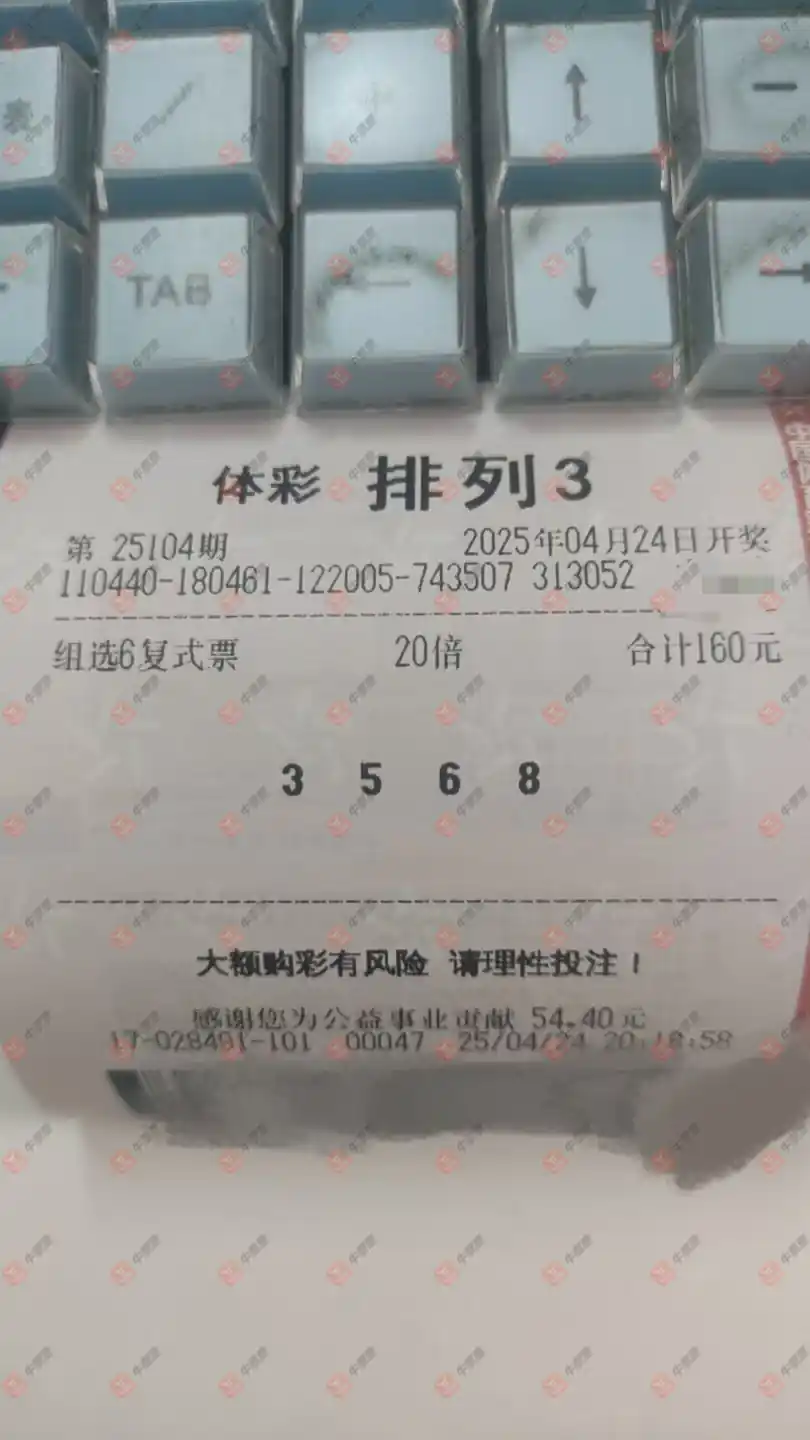 ↑
−
TAB
—
↓
→
体彩 排列3
第 25104期 2025年04月24日开奖
110440-180461-122005-743507 313052
组选6复式票 20倍 合计160元
3 5 6 8
大额购彩有风险 请理性投注！
感谢您为公益事业贡献 54.40元
17-028491-101 00047 25/04/24 20:18:58